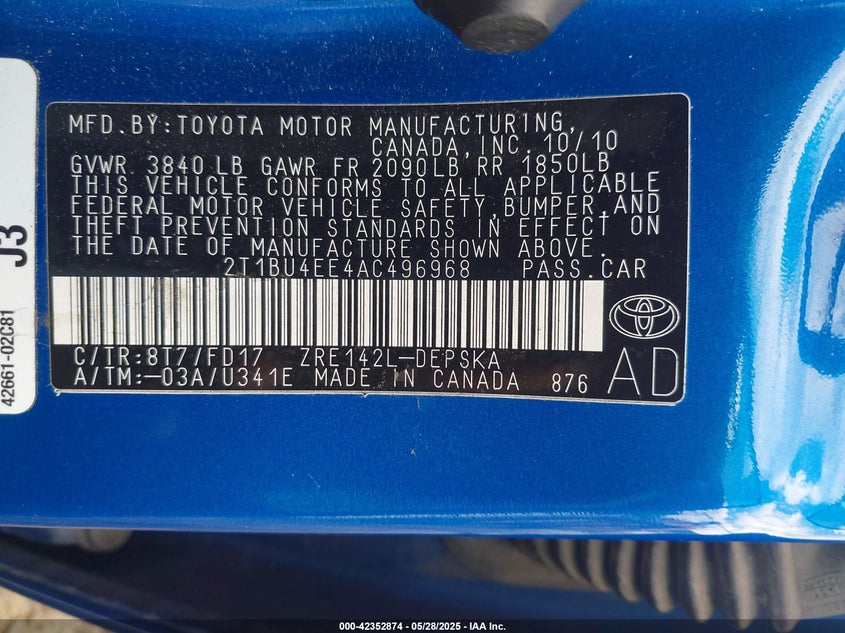 MFD.BY:TOYOTA MOTOR MANUFACTURING,
CANADA, INC. 10/10
GVWR 3840 LB GAWR FR 2090LB RR 1850LB
THIS VEHICLE CONFORMS TO ALL APPLICABLE
FEDERAL MOTOR VEHICLE SAFETY,BUMPER,AND
THEFT PREVENTION STANDARDS IN EFFECT ON
THE DATE OF MANUFACTURE SHOWN ABOVE.
2T1BU4EE4AC496968 PASS.CAR
C/TR:8T7/FD17 ZRE142L-DEPSKA
A/TM:-03A/U341E MADE IN CANADA 876
AD
J3
42661-02C81
000-42352874 | 05/28/2025 - IAA Inc.